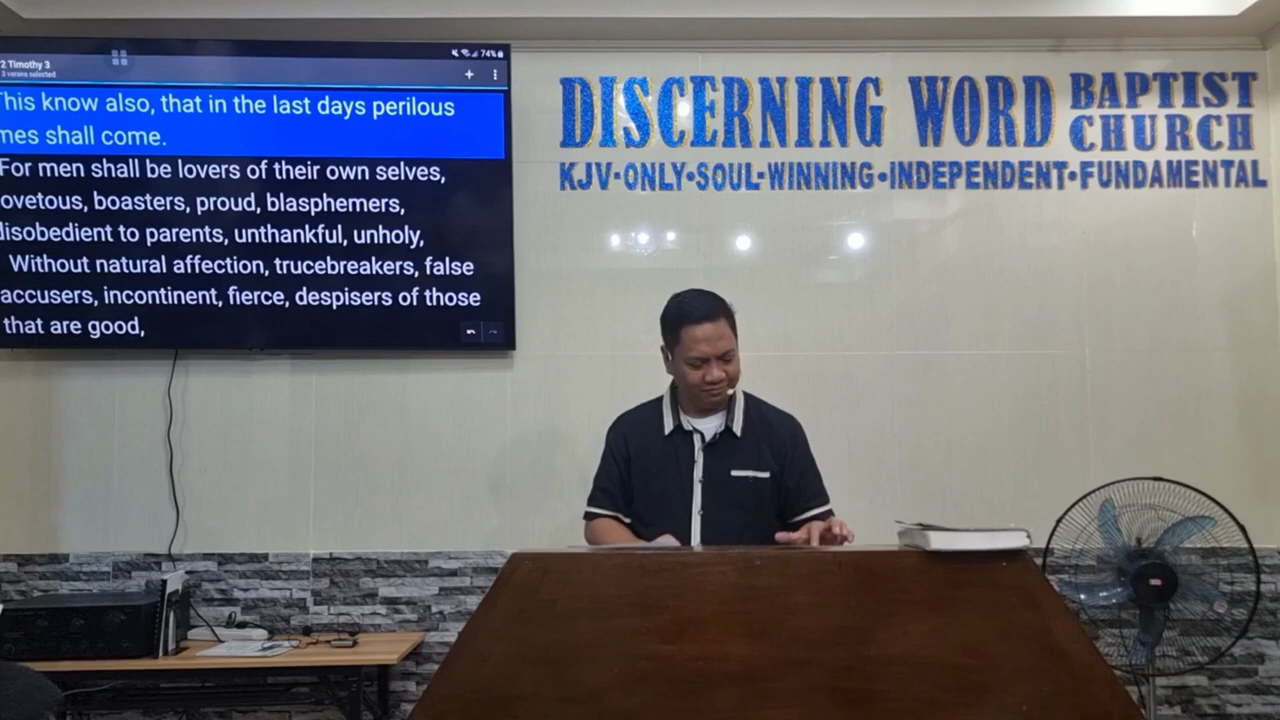 74%
2 Timothy 3
3 verses selected
This know also, that in the last days perilous
mes shall come.
For men shall be lovers of their own selves,
ovetous, boasters, proud, blasphemers,
disobedient to parents, unthankful, unholy,
Without natural affection, trucebreakers, false
accusers, incontinent, fierce, despisers of those
that are good,
DISCERNING WORD BAPTIST CHURCH
KJV-ONLY•SOUL-WINNING•INDEPENDENT•FUNDAMENTAL